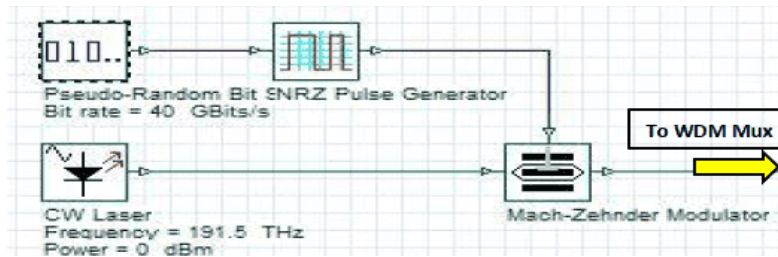 010..
Pseudo-Random Bit SNRZ Pulse Generator
Bit rate = 40 GBits/s
To WDM Mux
CW Laser
Frequency = 191.5 THz
Power = 0 dBm
Mach-Zehnder Modulator